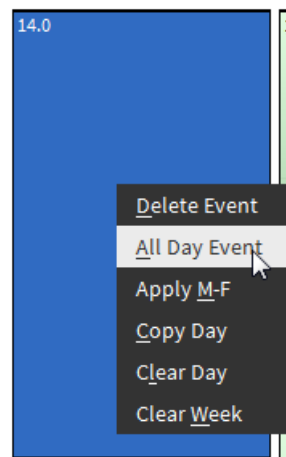 14.0
Delete Event
All Day Event
Apply M-F
Copy Day
Clear Day
Clear Week